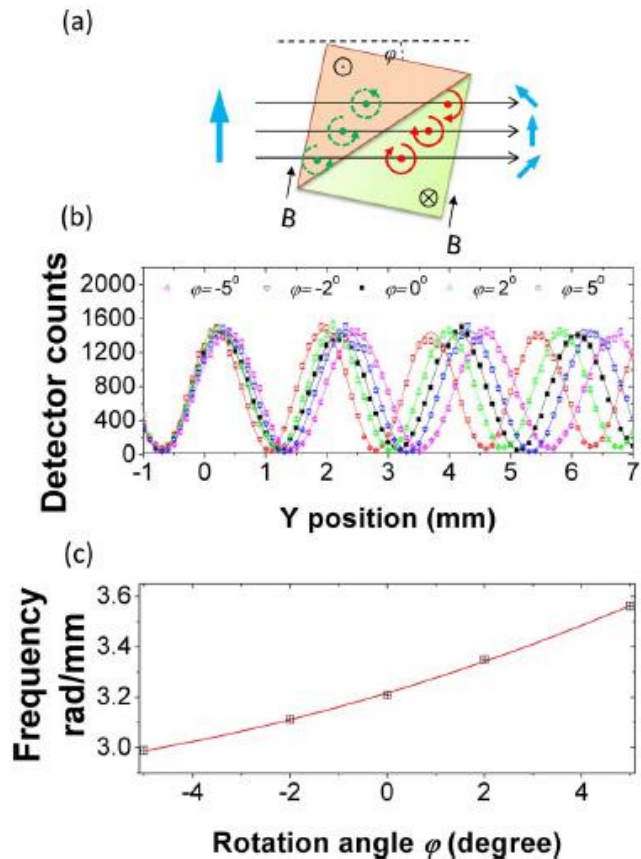 (a)
φ
B
B
(b)
Detector counts
2000
1600
1200
800
400
0
φ=-5° φ=-2° φ=0° φ=2° φ=5°
-1 0 1 2 3 4 5 6 7
Y position (mm)
(c)
Frequency
rad/mm
3.6
3.4
3.2
3.0
-4 -2 0 2 4
Rotation angle φ (degree)